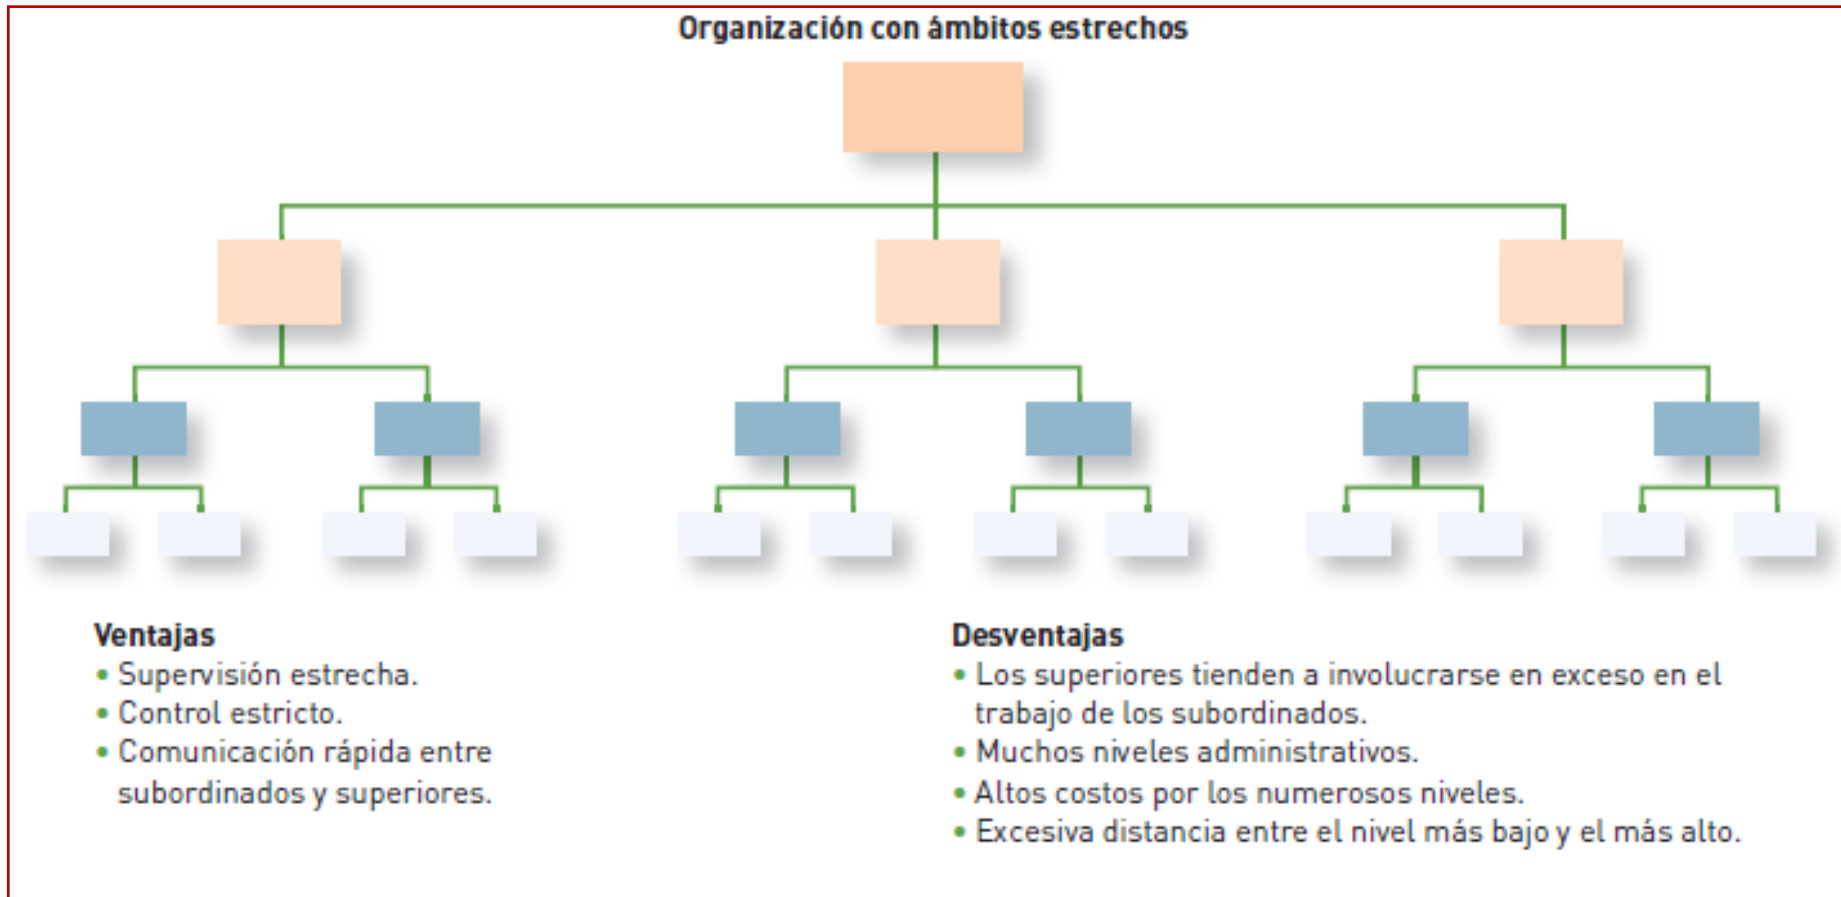 Organización con ámbitos estrechos
Ventajas
• Supervisión estrecha.
• Control estricto.
• Comunicación rápida entre
subordinados y superiores.
Desventajas
• Los superiores tienden a involucrarse en exceso en el
trabajo de los subordinados.
• Muchos niveles administrativos.
• Altos costos por los numerosos niveles.
• Excesiva distancia entre el nivel más bajo y el más alto.